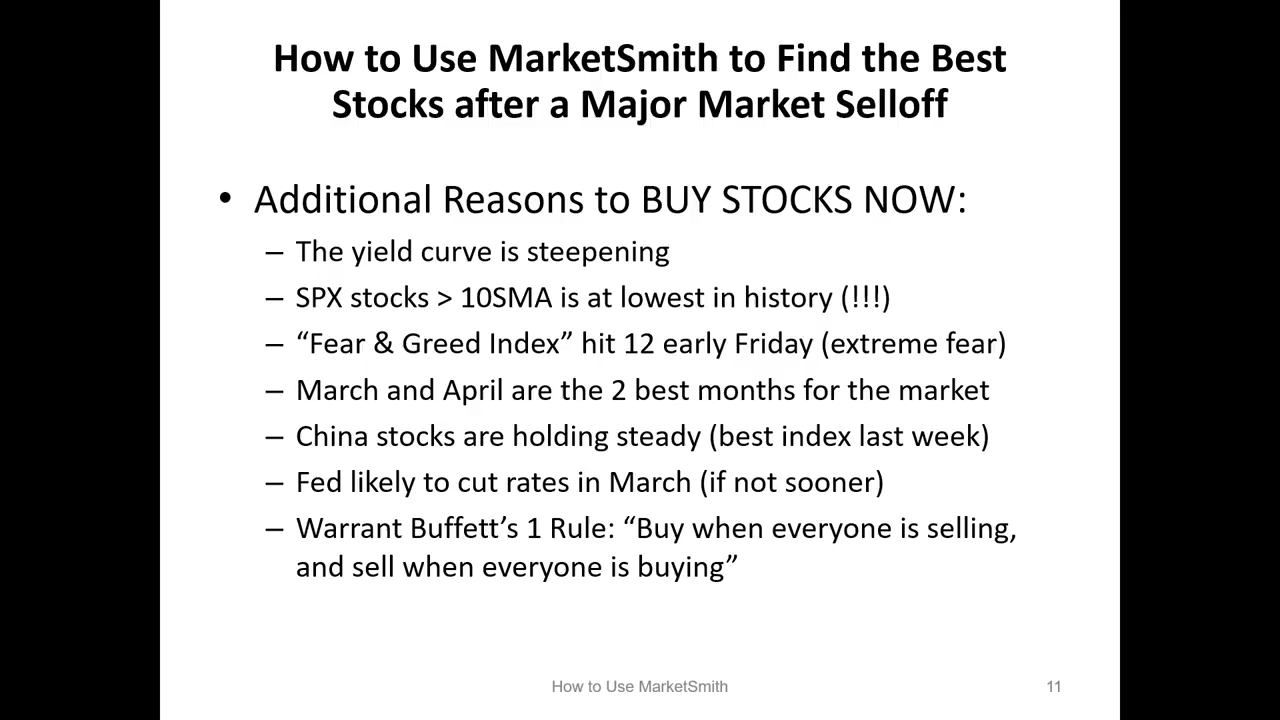 How to Use MarketSmith to Find the Best
Stocks after a Major Market Selloff
• Additional Reasons to BUY STOCKS NOW:
– The yield curve is steepening
– SPX stocks > 10SMA is at lowest in history (!!!)
– “Fear & Greed Index” hit 12 early Friday (extreme fear)
– March and April are the 2 best months for the market
– China stocks are holding steady (best index last week)
– Fed likely to cut rates in March (if not sooner)
– Warrant Buffett’s 1 Rule: “Buy when everyone is selling,
and sell when everyone is buying”
How to Use MarketSmith
11